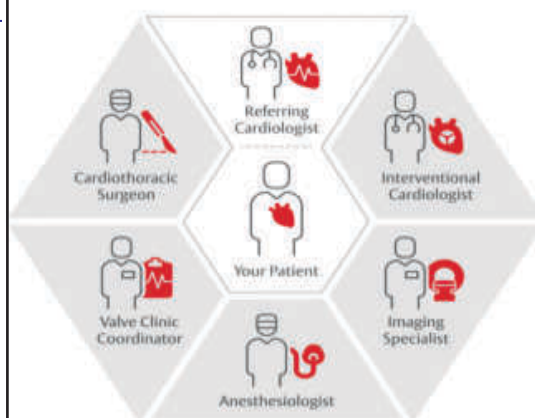 Referring
Cardiologist
Cardiothoracic
Surgeon
Interventional
Cardiologist
Your Patient
Valve Clinic
Coordinator
Imaging
Specialist
Anesthesiologist